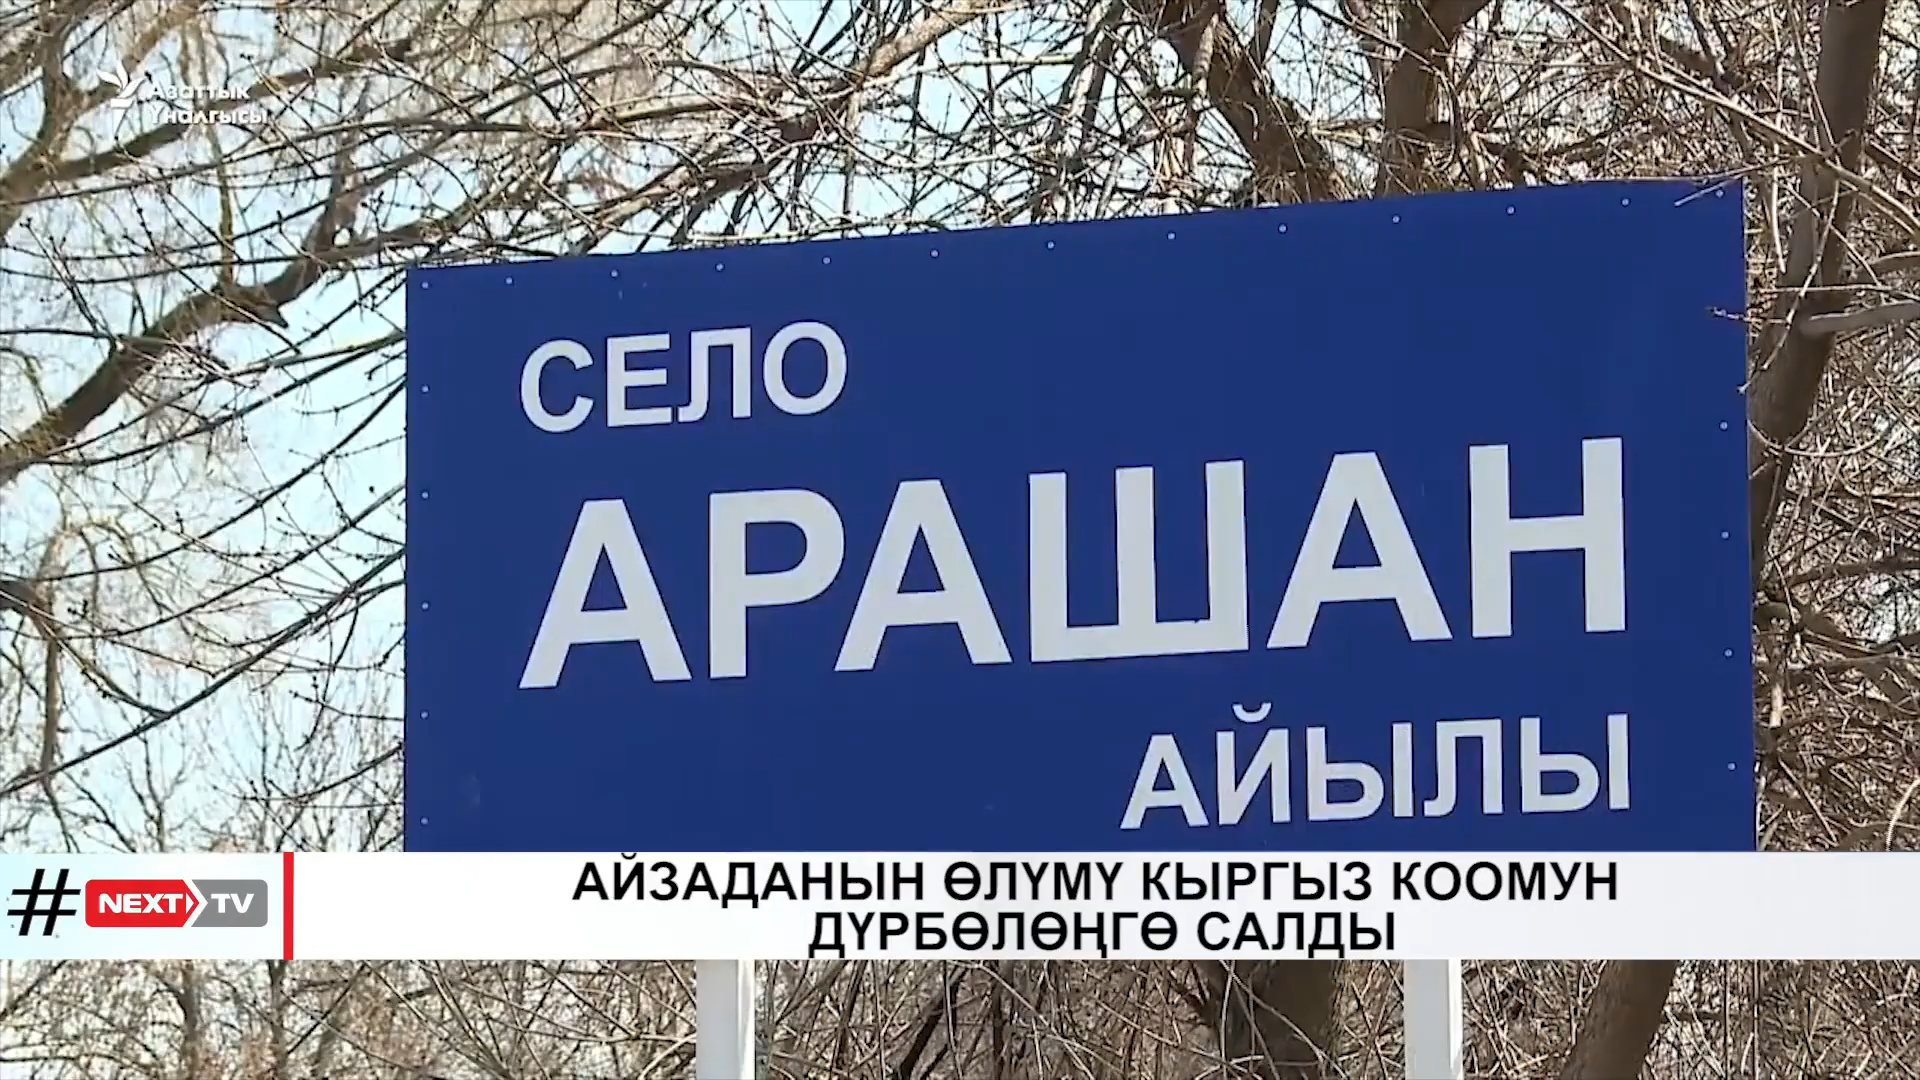 Азаттык
Үналгысы
СЕЛО
АРАШАН
АЙЫЛЫ
# NEXT TV
АЙЗАДАНЫН ӨЛҮМҮ КЫРГЫЗ КООМУН
ДҮРБӨЛӨҢГӨ САЛДЫ